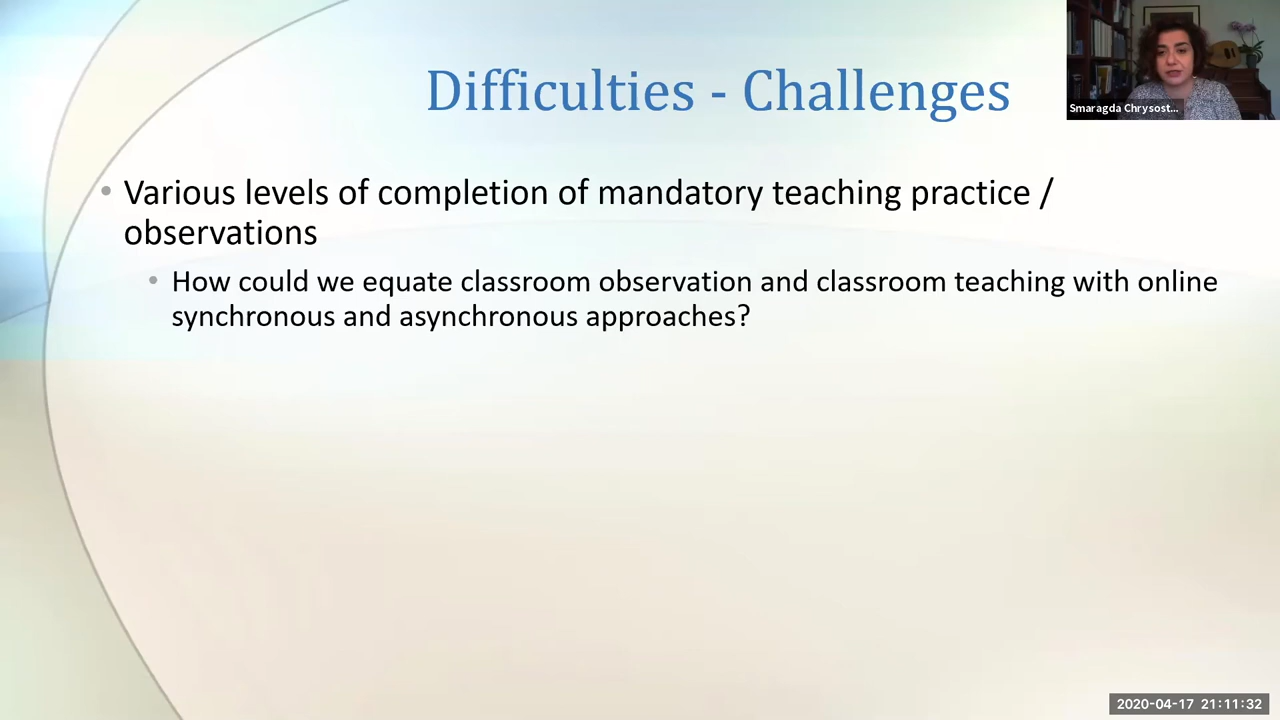 Difficulties - Challenges
Smaragda Chrysost...
• Various levels of completion of mandatory teaching practice /
observations
• How could we equate classroom observation and classroom teaching with online
synchronous and asynchronous approaches?
2020-04-17 21:11:32